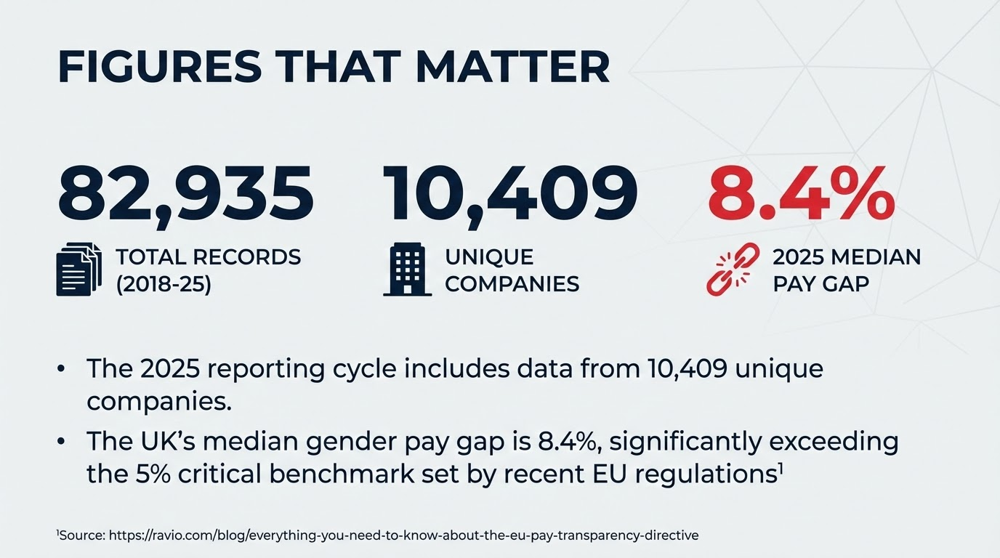 FIGURES THAT MATTER
82,935
TOTAL RECORDS
(2018-25)
10,409
UNIQUE
COMPANIES
8.4%
2025 MEDIAN
PAY GAP
• The 2025 reporting cycle includes data from 10,409 unique
companies.
• The UK’s median gender pay gap is 8.4%, significantly exceeding
the 5% critical benchmark set by recent EU regulations¹
¹Source: https://ravio.com/blog/everything-you-need-to-know-about-the-eu-pay-transparency-directive